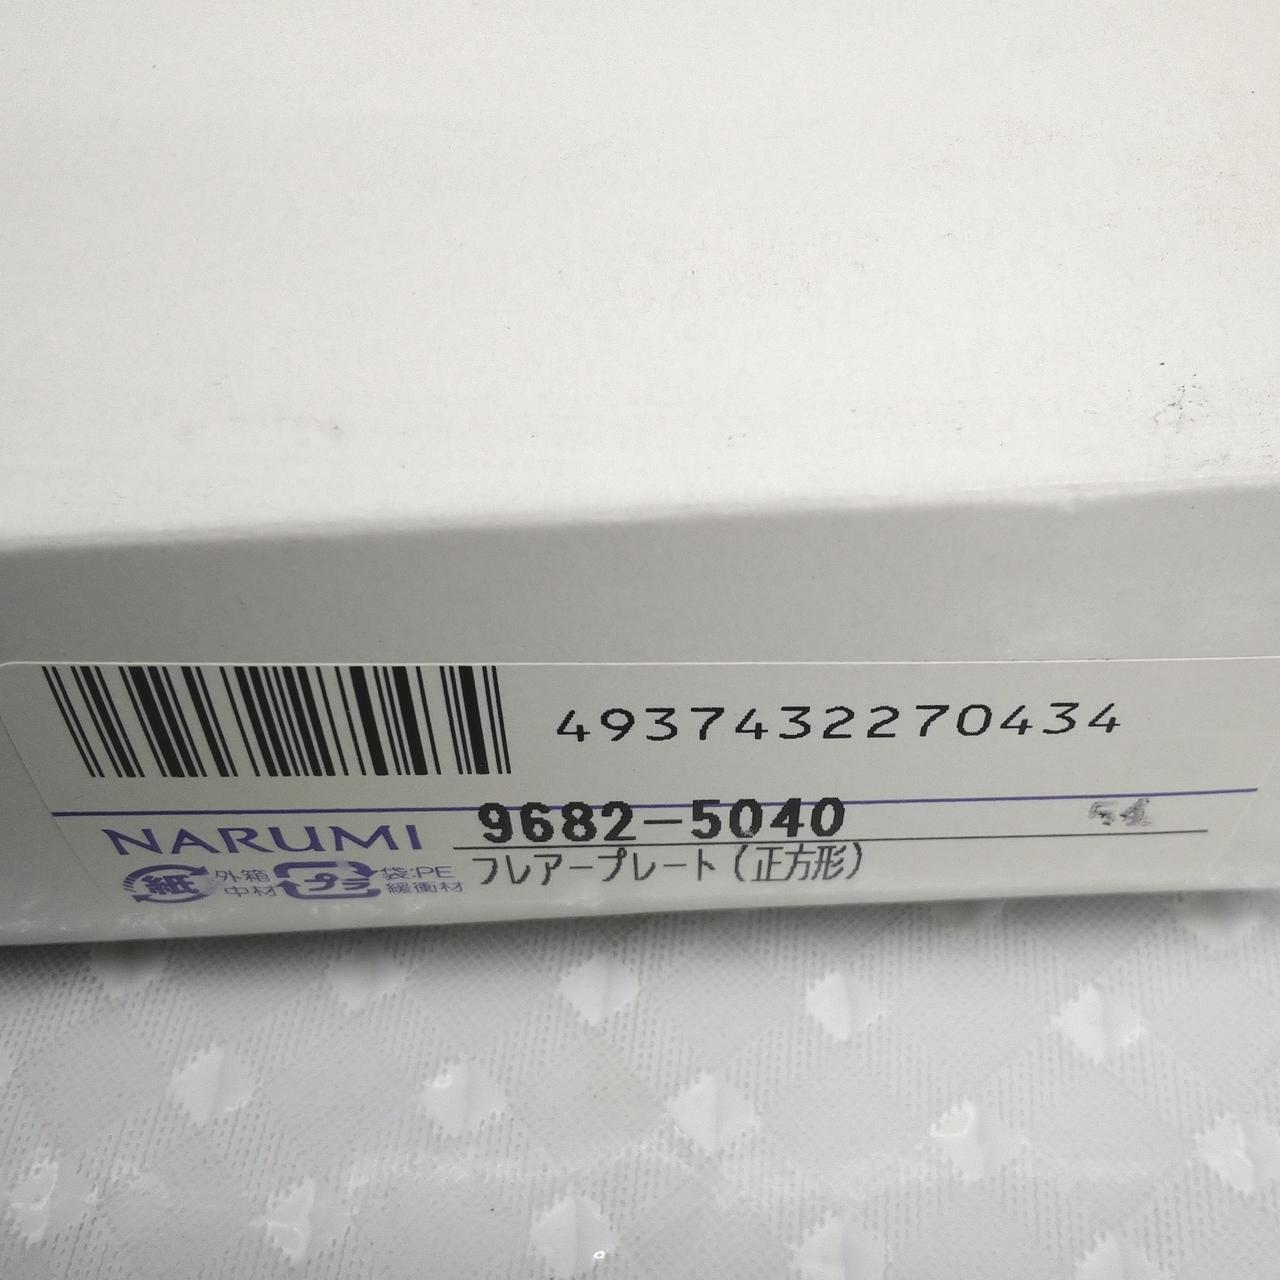 4937432270434
NARUMI
9682-5040
フレアープレート(正方形)
紙
外箱
中材
プラ
袋:PE
緩衝材